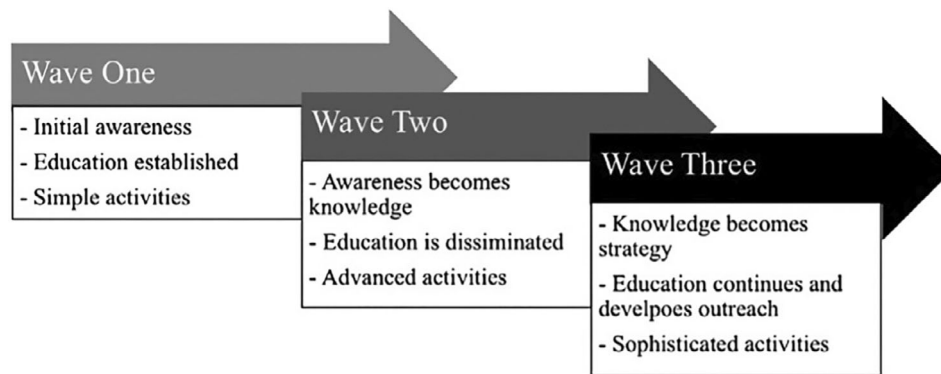 Wave One
- Initial awareness
- Education established
- Simple activities
Wave Two
- Awareness becomes
knowledge
- Education is dissiminated
- Advanced activities
Wave Three
- Knowledge becomes
strategy
- Education continues and
develpoes outreach
- Sophisticated activities